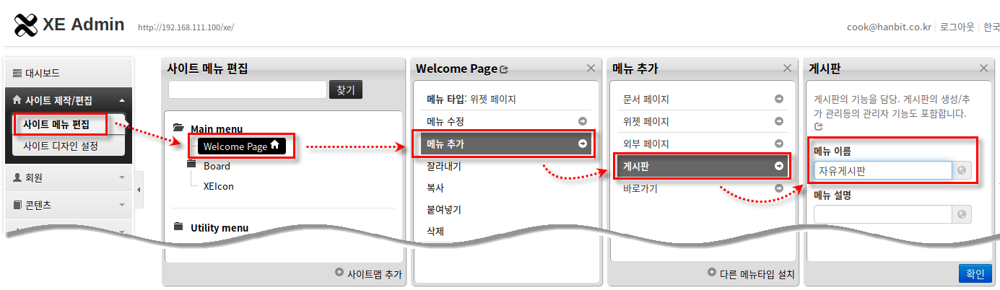 XE Admin http://192.168.111.100/xe/
cook@hanbit.co.kr 로그아웃 한국
대시보드
사이트 제작/편집
사이트 메뉴 편집
사이트 디자인 설정
회원
콘텐츠
사이트 메뉴 편집
찾기
Main menu
Welcome Page
Board
XEIcon
Utility menu
사이트맵 추가
Welcome Page
메뉴 타입: 위젯 페이지
메뉴 수정
메뉴 추가
잘라내기
복사
붙여넣기
삭제
메뉴 추가
문서 페이지
위젯 페이지
외부 페이지
게시판
바로가기
다른 메뉴타입 설치
게시판
게시판의 기능을 담당. 게시판의 생성/추
가 관리등의 관리자 기능도 포함합니다.
메뉴 이름
자유게시판
메뉴 설명
확인